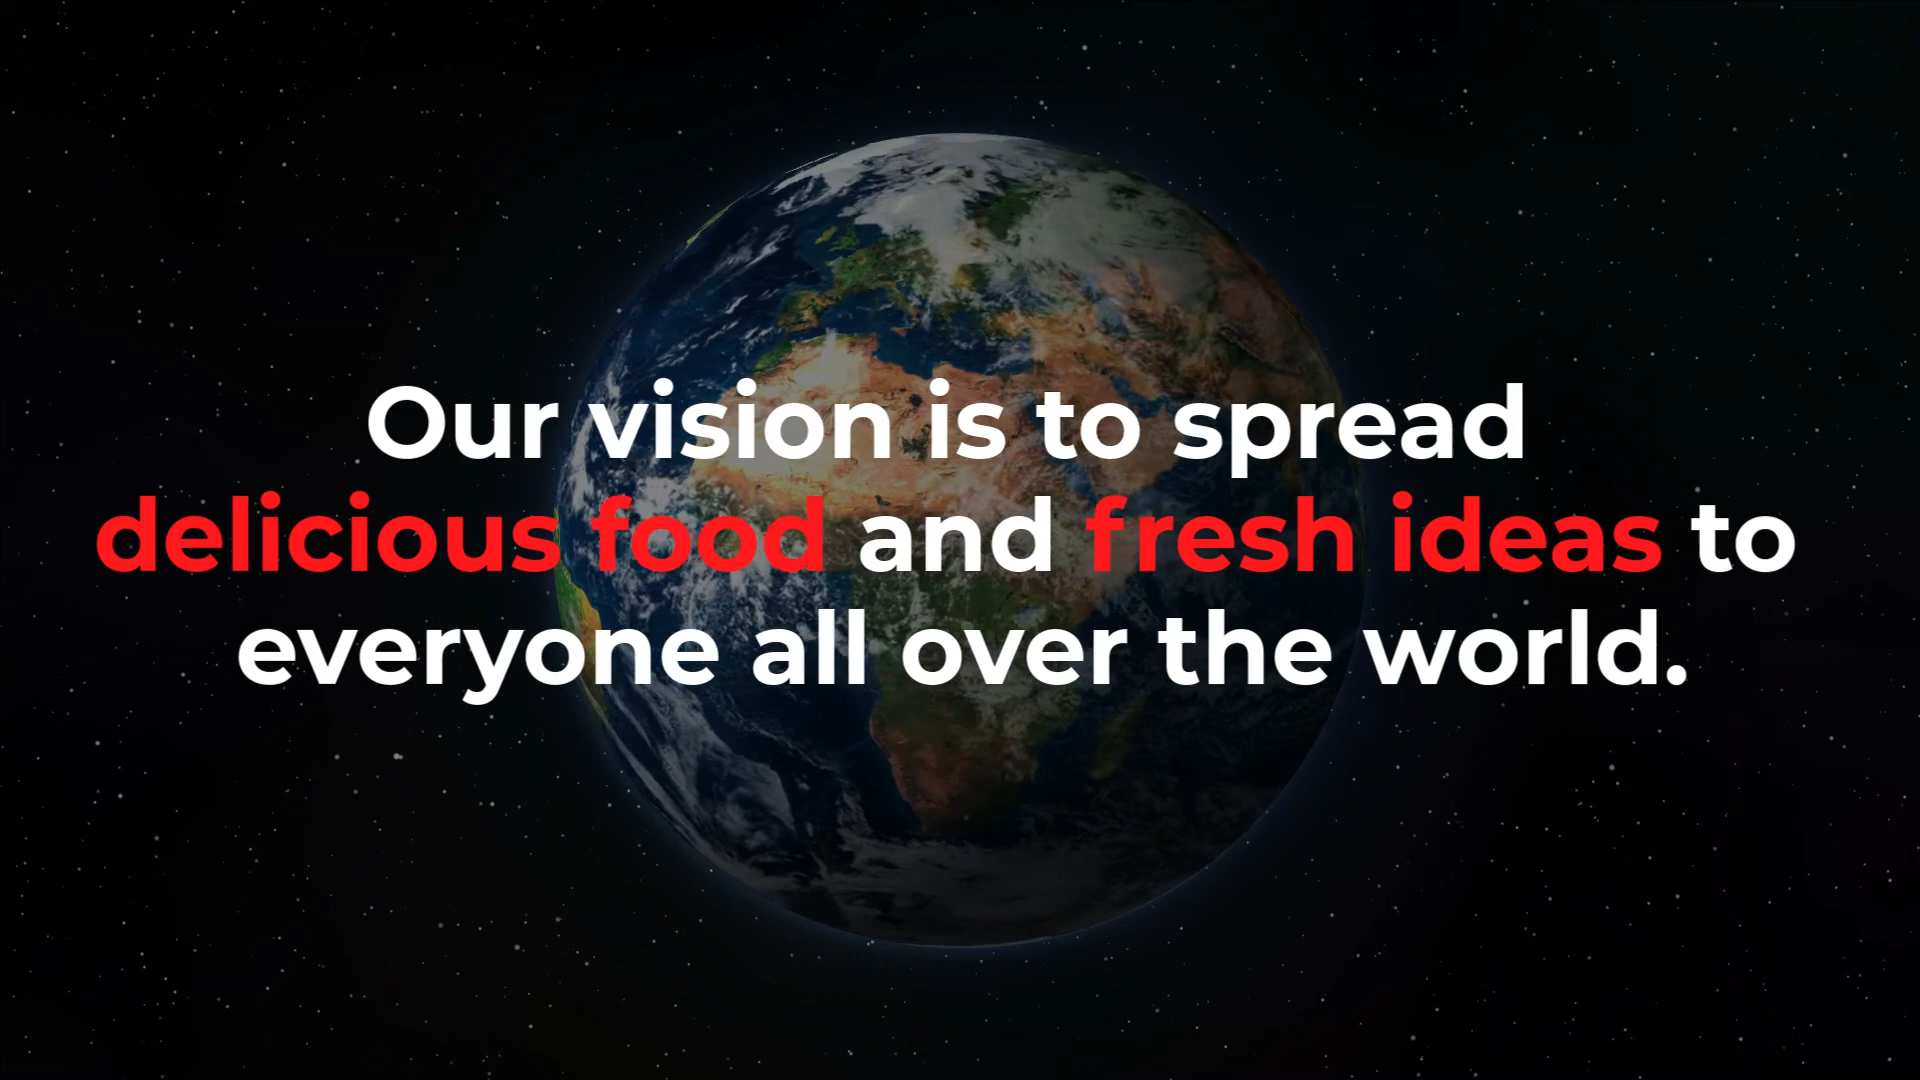 Our vision is to spread
delicious food and fresh ideas to
everyone all over the world.